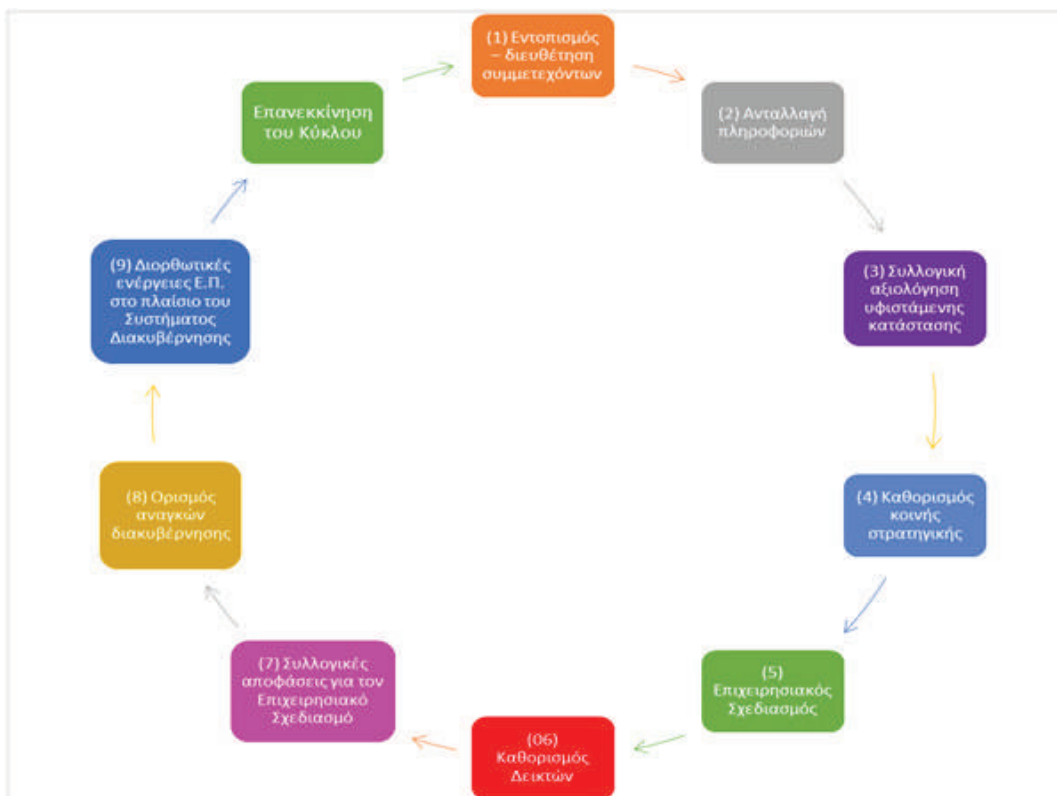 (1) Εντοπισμός
– διευθέτηση
συμμετεχόντων
(2) Ανταλλαγή
πληροφοριών
(3) Συλλογική
αξιολόγηση
υφιστάμενης
κατάστασης
(4) Καθορισμός
κοινής
στρατηγικής
(5)
Επιχειρησιακός
Σχεδιασμός
(06)
Καθορισμός
Δεικτών
(7) Συλλογικές
αποφάσεις για τον
Επιχειρησιακό
Σχεδιασμό
(8) Ορισμός
αναγκών
διακυβέρνησης
(9) Διορθωτικές
ενέργειες Ε.Π.
στο πλαίσιο του
Συστήματος
Διακυβέρνησης
Επανεκκίνηση
του Κύκλου